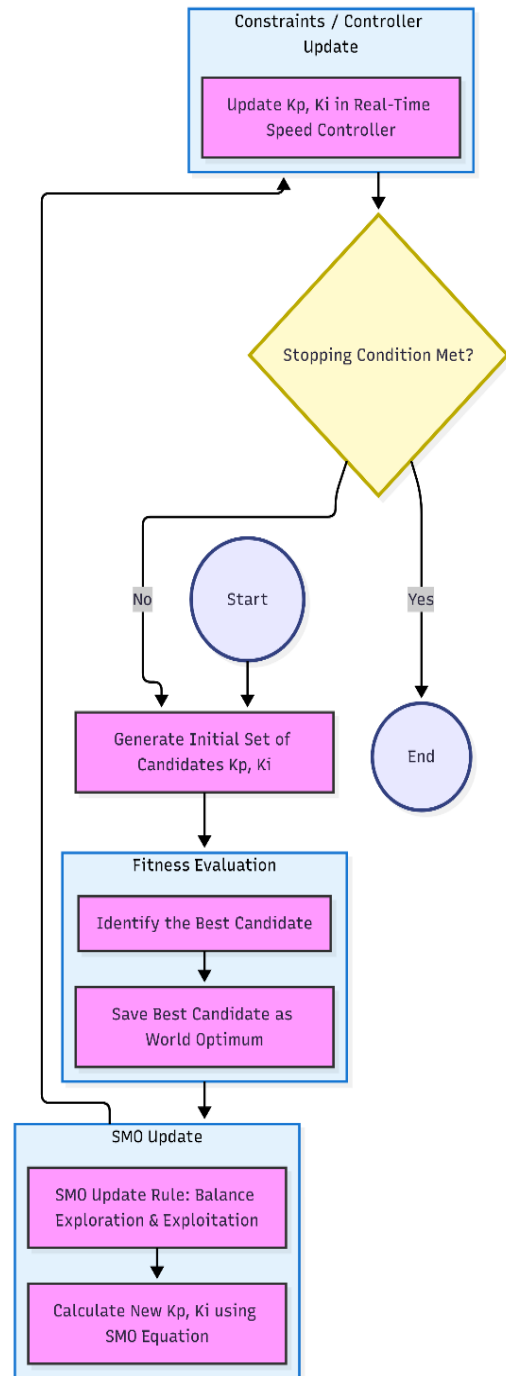 Constraints / Controller
Update
Update Kp, Ki in Real-Time
Speed Controller
Stopping Condition Met?
No
Start
Yes
Generate Initial Set of
Candidates Kp, Ki
End
Fitness Evaluation
Identify the Best Candidate
Save Best Candidate as
World Optimum
SMO Update
SMO Update Rule: Balance
Exploration & Exploitation
Calculate New Kp, Ki using
SMO Equation